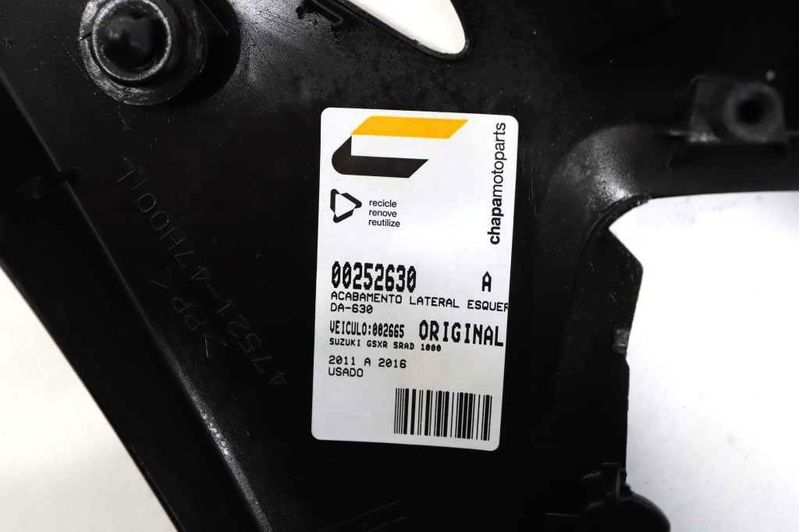 chapamotoparts
recicle
renove
reutilize
00252630 A
ACABAMENTO LATERAL ESQUER
DA-630
VEICULO:002665 ORIGINAL
SUZUKI GSXR SRAD 1000
2011 A 2016
USADO
>PP<
47521-47H00